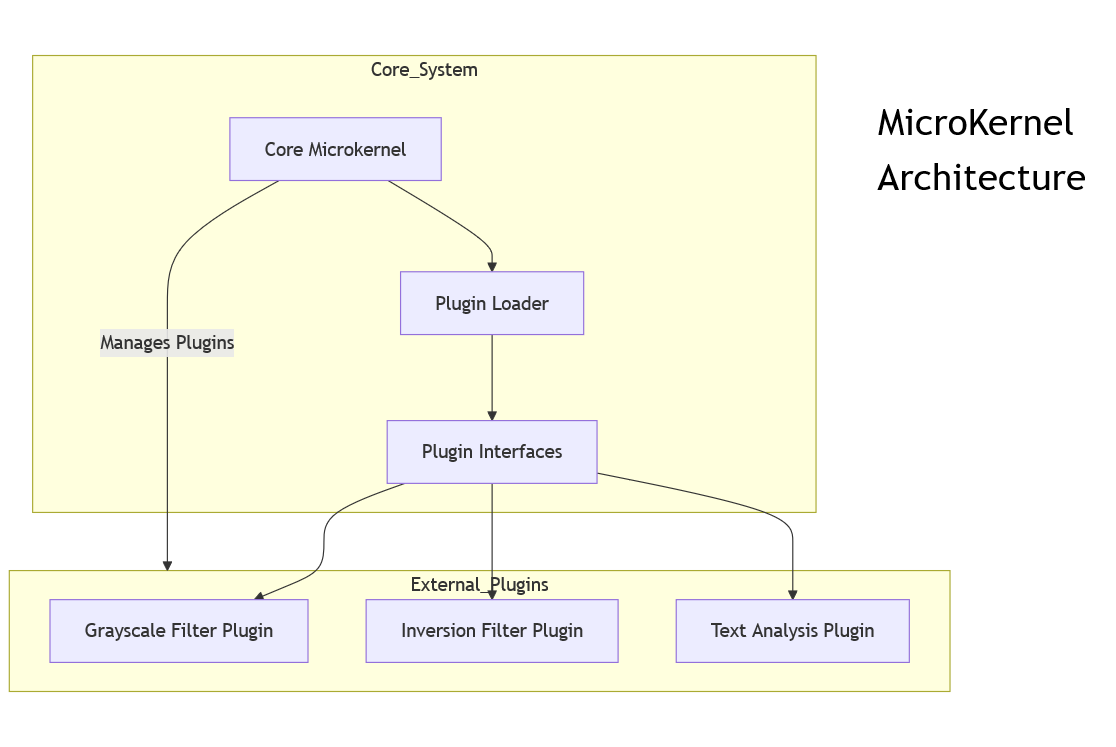 Core_System
MicroKernel
Architecture
Core Microkernel
Plugin Loader
Manages Plugins
Plugin Interfaces
External_Plugins
Grayscale Filter Plugin
Inversion Filter Plugin
Text Analysis Plugin